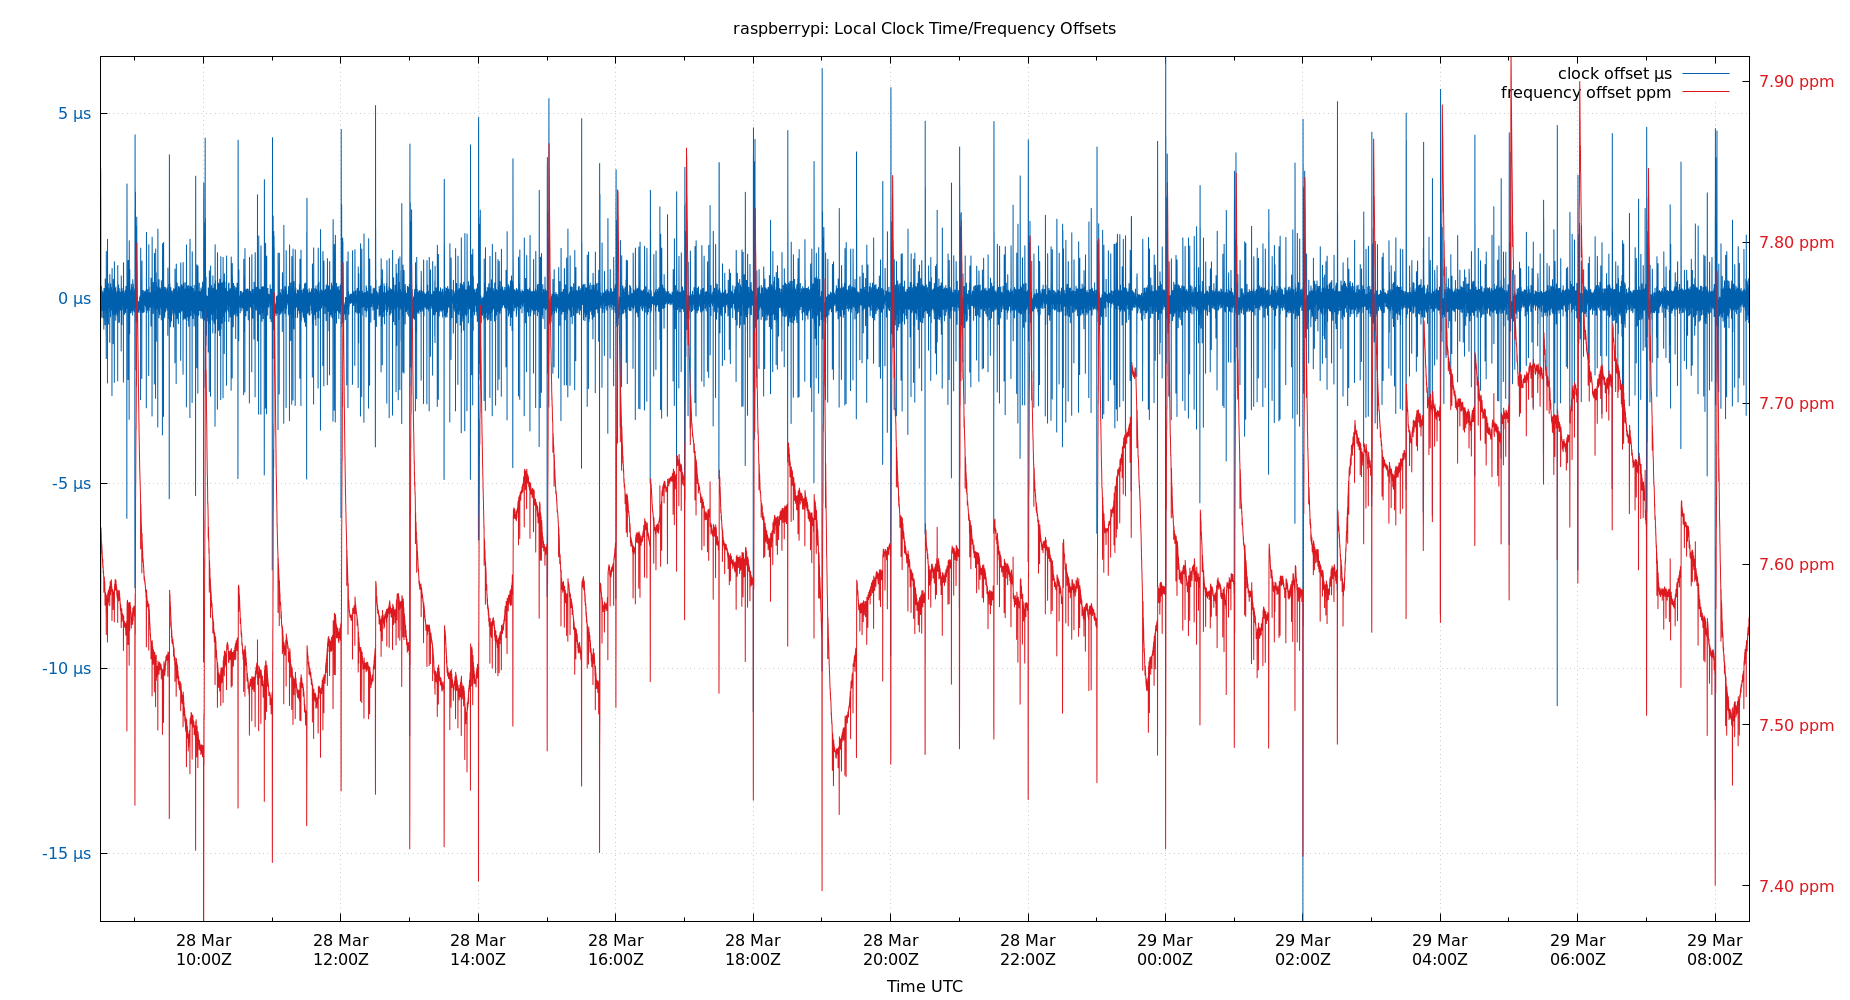 raspberrypi: Local Clock Time/Frequency Offsets
clock offset µs
frequency offset ppm
5 µs
0 µs
-5 µs
-10 µs
-15 µs
7.90 ppm
7.80 ppm
7.70 ppm
7.60 ppm
7.50 ppm
7.40 ppm
28 Mar 28 Mar 28 Mar 28 Mar 28 Mar 28 Mar 28 Mar 29 Mar 29 Mar 29 Mar 29 Mar 29 Mar
10:00Z 12:00Z 14:00Z 16:00Z 18:00Z 20:00Z 22:00Z 00:00Z 02:00Z 04:00Z 06:00Z 08:00Z
Time UTC